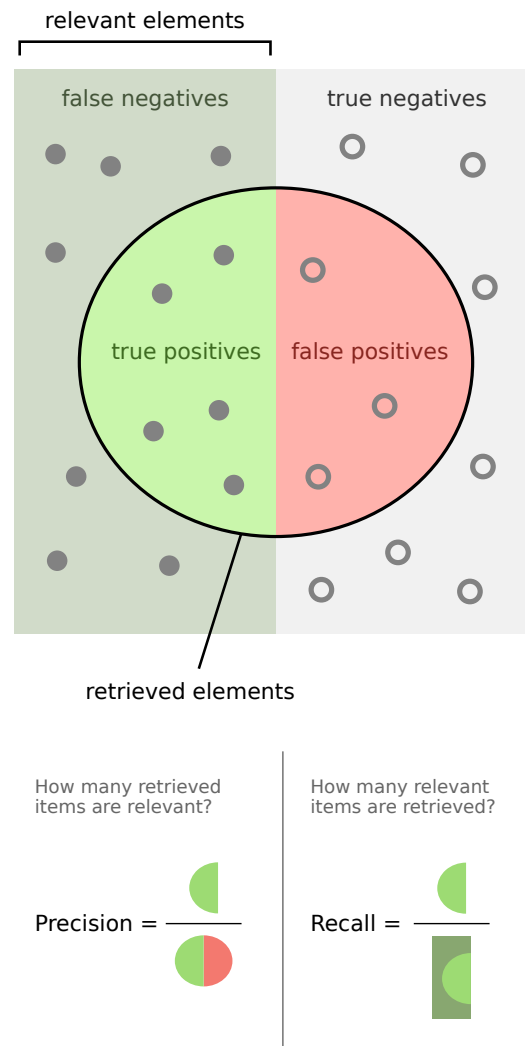 relevant elements
false negatives
true negatives
true positives
false positives
retrieved elements
How many retrieved
items are relevant?
How many relevant
items are retrieved?
Precision =
Recall =